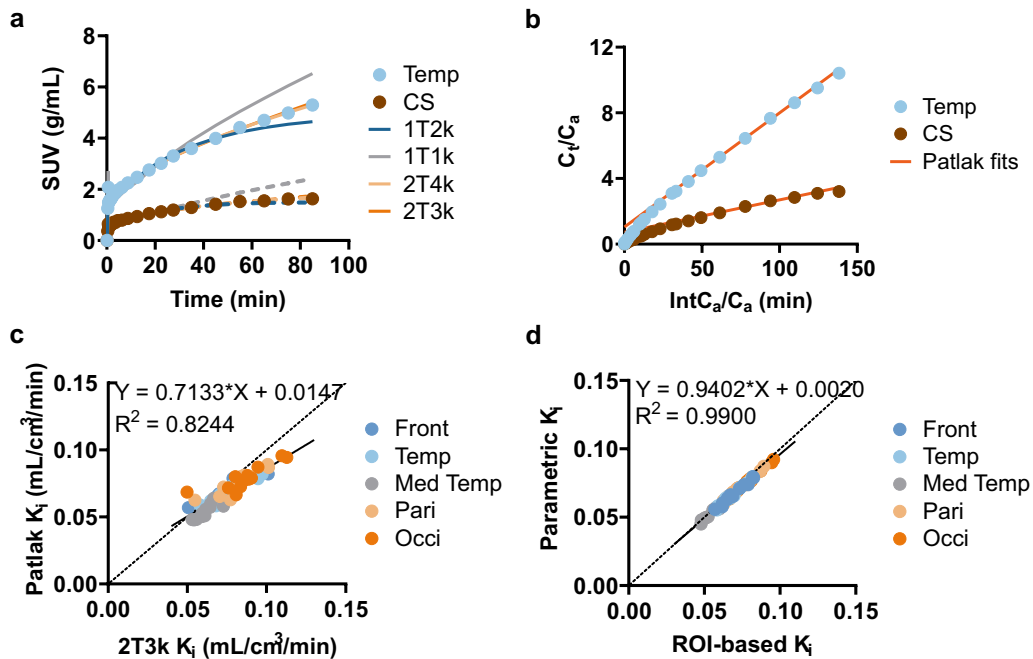 a
SUV (g/mL)
8
6
4
2
0
0 20 40 60 80 100
Time (min)
Temp
CS
1T2k
1T1k
2T4k
2T3k
b
Cₜ/Cₐ
12
8
4
0
0 50 100 150
IntCₐ/Cₐ (min)
Temp
CS
Patlak fits
c
Patlak Kᵢ (mL/cm³/min)
0.15
0.10
0.05
0.00
0.00 0.05 0.10 0.15
2T3k Kᵢ (mL/cm³/min)
Y = 0.7133*X + 0.0147
R² = 0.8244
Front
Temp
Med Temp
Pari
Occi
d
Parametric Kᵢ
0.15
0.10
0.05
0.00
0.00 0.05 0.10 0.15
ROI-based Kᵢ
Y = 0.9402*X + 0.0020
R² = 0.9900
Front
Temp
Med Temp
Pari
Occi